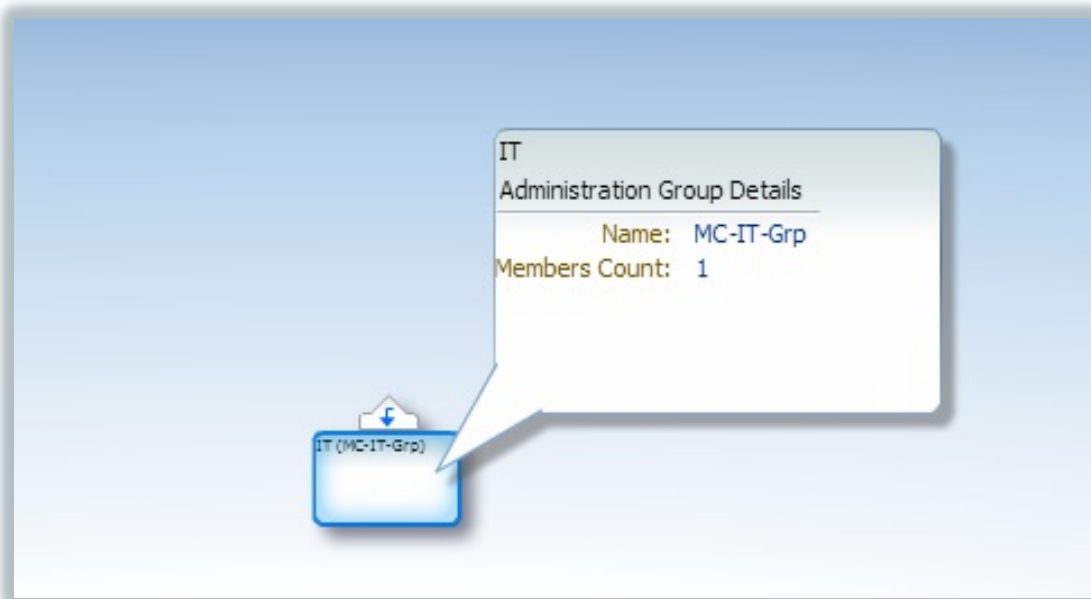 IT
Administration Group Details
Name: MC-IT-Grp
Members Count: 1
IT (MC-IT-Grp)